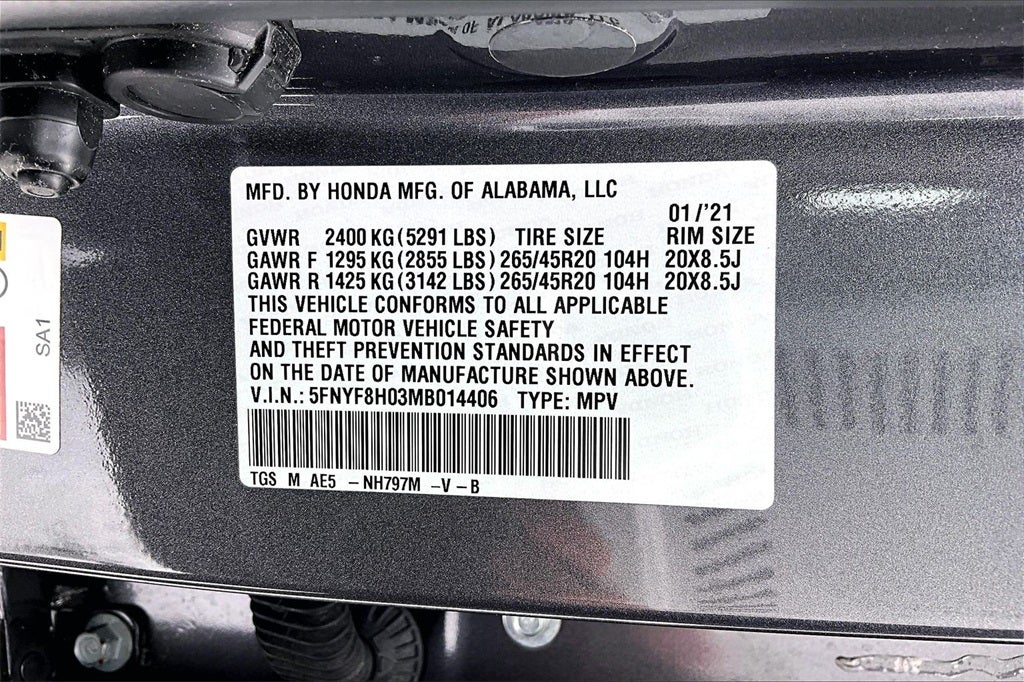 MFD. BY HONDA MFG. OF ALABAMA, LLC
01/'21
GVWR 2400 KG (5291 LBS) TIRE SIZE RIM SIZE
GAWR F 1295 KG (2855 LBS) 265/45R20 104H 20X8.5J
GAWR R 1425 KG (3142 LBS) 265/45R20 104H 20X8.5J
THIS VEHICLE CONFORMS TO ALL APPLICABLE
FEDERAL MOTOR VEHICLE SAFETY
AND THEFT PREVENTION STANDARDS IN EFFECT
ON THE DATE OF MANUFACTURE SHOWN ABOVE.
V.I.N.: 5FNYF8H03MB014406 TYPE: MPV
TGS M AE5 -NH797M -V -B
SA1